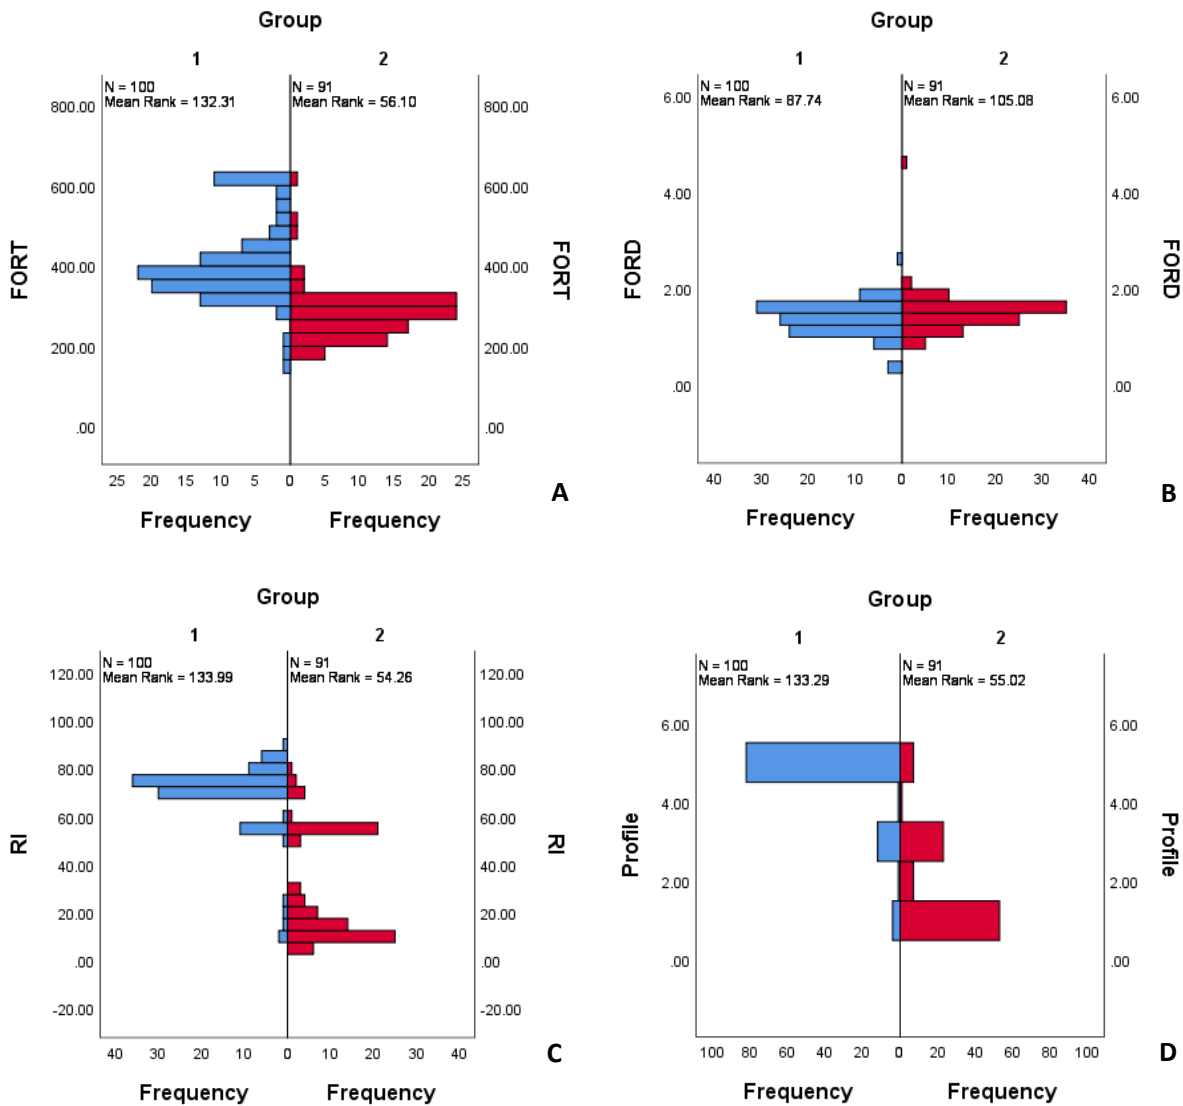 Group
1 2
N = 100 N = 91
Mean Rank = 132.31 Mean Rank = 56.10
800.00 800.00
600.00 600.00
400.00 400.00
200.00 200.00
.00 .00
FORT FORT
25 20 15 10 5 0 5 10 15 20 25
Frequency Frequency
A
Group
1 2
N = 100 N = 91
Mean Rank = 87.74 Mean Rank = 105.08
6.00 6.00
4.00 4.00
2.00 2.00
.00 .00
FORD FORD
40 30 20 10 0 10 20 30 40
Frequency Frequency
B
Group
1 2
N = 100 N = 91
Mean Rank = 133.99 Mean Rank = 54.26
120.00 120.00
100.00 100.00
80.00 80.00
60.00 60.00
40.00 40.00
20.00 20.00
.00 .00
-20.00 -20.00
RI RI
40 30 20 10 0 10 20 30 40
Frequency Frequency
C
Group
1 2
N = 100 N = 91
Mean Rank = 133.29 Mean Rank = 55.02
6.00 6.00
4.00 4.00
2.00 2.00
.00 .00
Profile Profile
100 80 60 40 20 0 20 40 60 80 100
Frequency Frequency
D